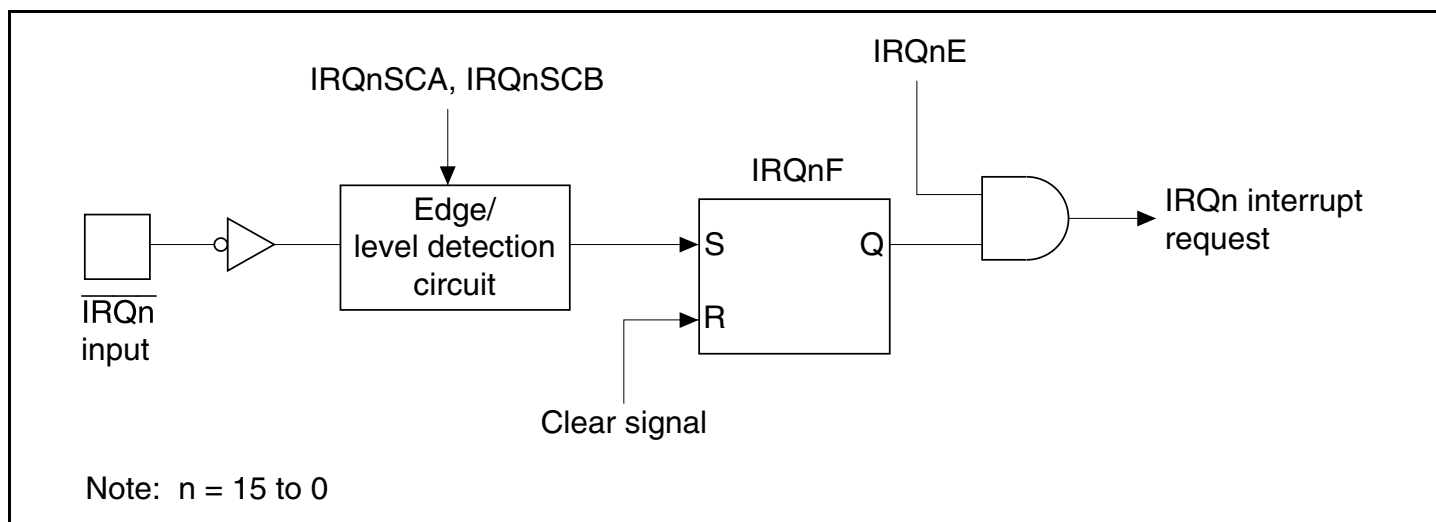 IRQnE
IRQnSCA, IRQnSCB
IRQnF
Edge/
level detection
circuit
S
Q
R
IRQn interrupt
request
IRQn
input
Clear signal
Note: n = 15 to 0